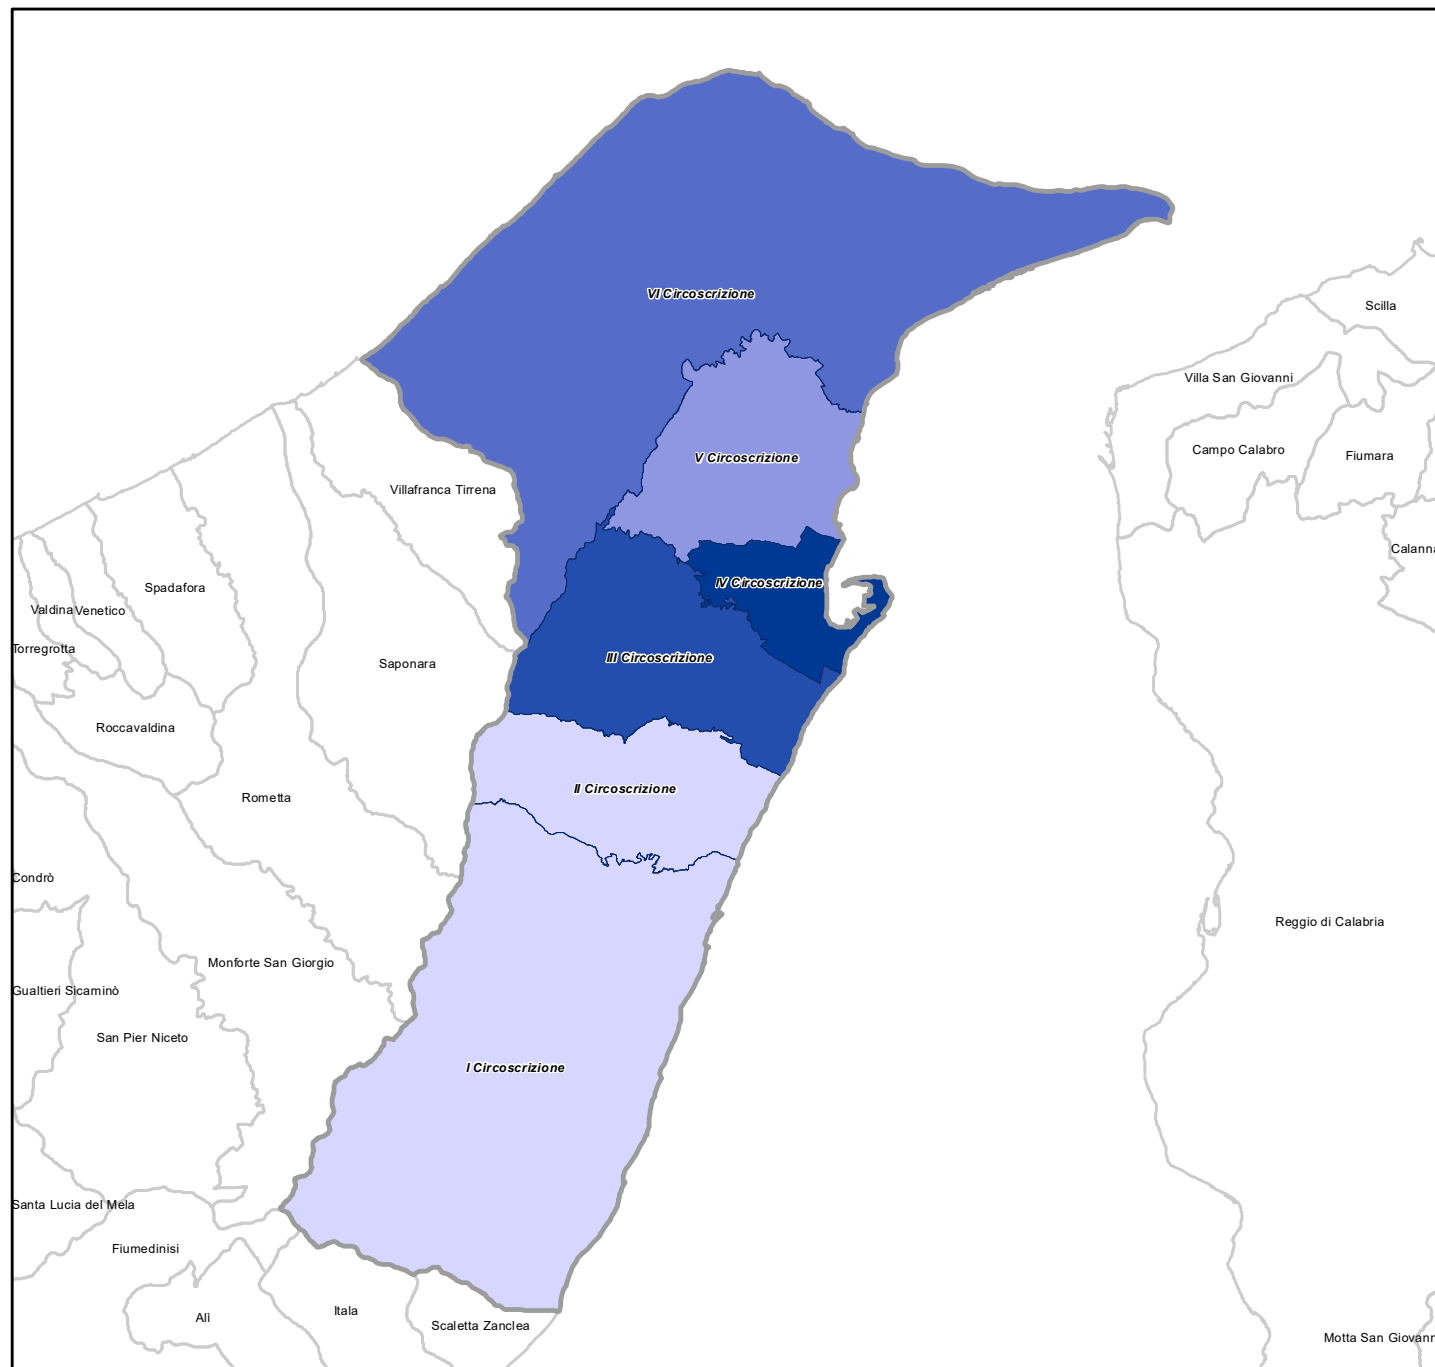 VI Circoscrizione
Scilla
Villa San Giovanni
V Circoscrizione
Campo Calabro
Fiumara
Villafranca Tirrena
Calanna
IV Circoscrizione
Spadafora
Valdina
Venetico
Torregrotta
III Circoscrizione
Saponara
Roccavaldina
II Circoscrizione
Rometta
Condrò
Reggio di Calabria
Monforte San Giorgio
Gualtieri Sicaminò
San Pier Niceto
I Circoscrizione
Santa Lucia del Mela
Fiumedinisi
Itala
Alì
Scaletta Zanclea
Motta San Giovann